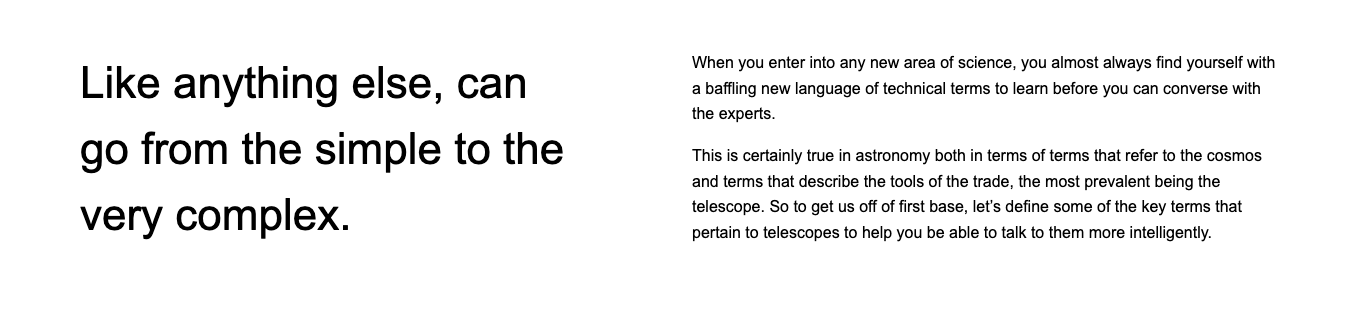 Like anything else, can
go from the simple to the
very complex.
When you enter into any new area of science, you almost always find yourself with
a baffling new language of technical terms to learn before you can converse with
the experts.
This is certainly true in astronomy both in terms of terms that refer to the cosmos
and terms that describe the tools of the trade, the most prevalent being the
telescope. So to get us off of first base, let’s define some of the key terms that
pertain to telescopes to help you be able to talk to them more intelligently.